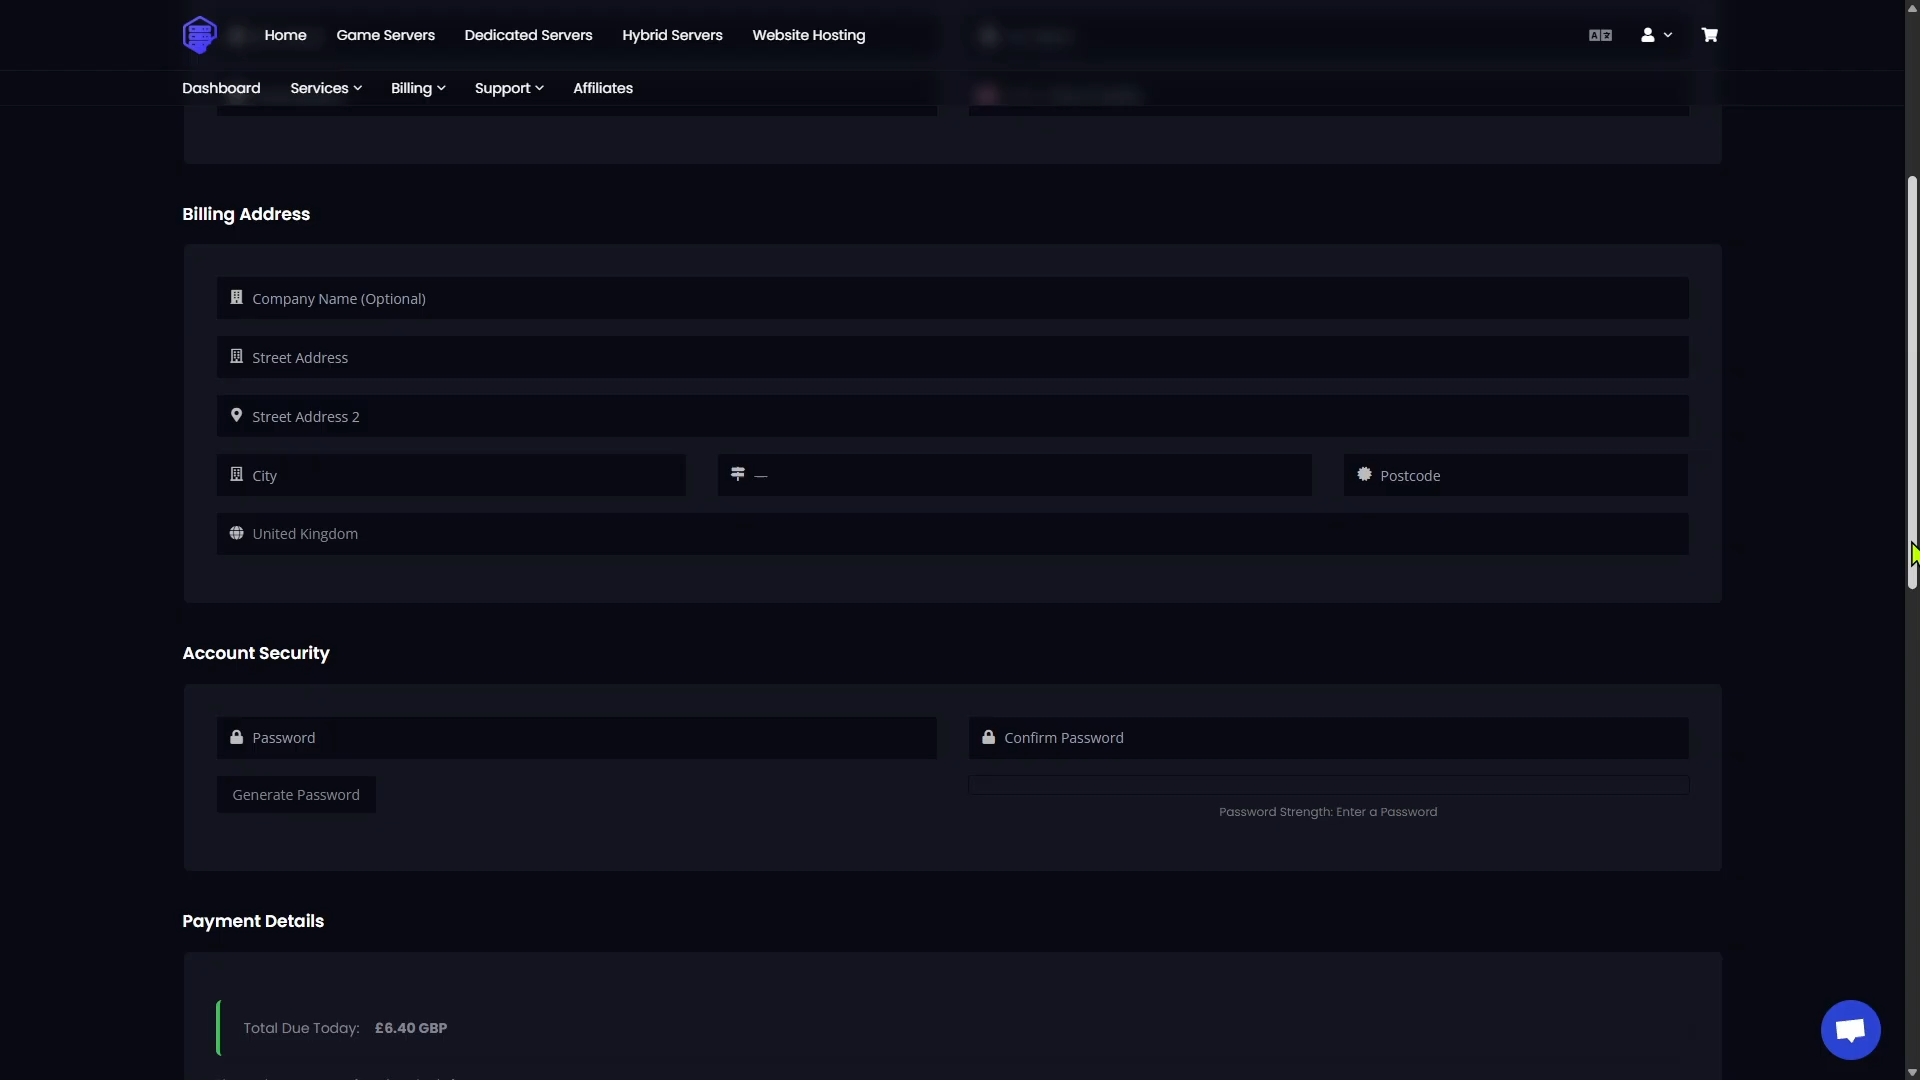 Home Game Servers Dedicated Servers Hybrid Servers Website Hosting
Dashboard Services Billing Support Affiliates
Billing Address
Company Name (Optional)
Street Address
Street Address 2
City — Postcode
United Kingdom
Account Security
Password Confirm Password
Generate Password
Password Strength: Enter a Password
Payment Details
Total Due Today: £6.40 GBP